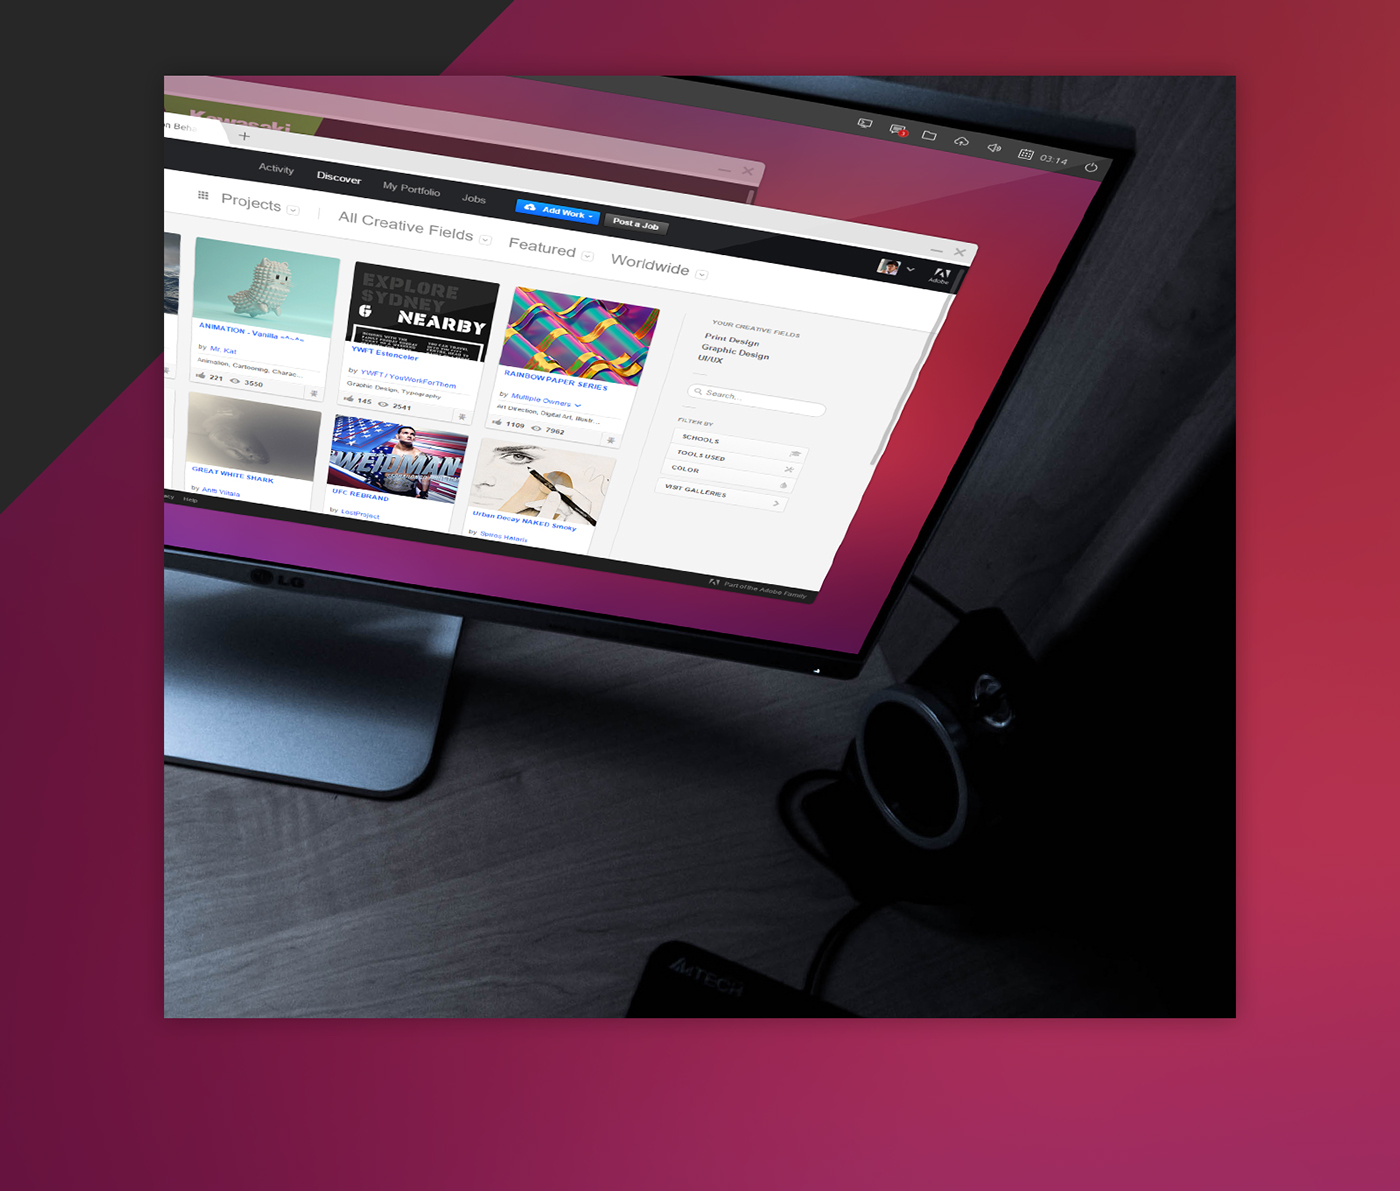 Kawasaki
on Beha
03:14
Activity Discover My Portfolio Jobs Add Work Post a Job
Adobe
Projects All Creative Fields Featured Worldwide
ANIMATION - Vanilla
by Mr. Kat
Animation, Cartooning, Charac...
221 3550
EXPLORE
SYDNEY
G NEARBY
YWFT Estenceler
by YWFT / YouWorkForThem
Graphic Design, Typography
145 2541
RAINBOW PAPER SERIES
by Multiple Owners
Art Direction, Digital Art, Illustr...
1109 7962
YOUR CREATIVE FIELDS
Print Design
Graphic Design
UI/UX
Search...
FILTER BY
SCHOOLS
TOOLS USED
COLOR
VISIT GALLERIES
GREAT WHITE SHARK
by Antti Viitala
WEIDMAN
UFC REBRAND
by LostProject
Urban Decay NAKED Smoky
by Spiros Halaris
Help
Part of the Adobe Family
LG
A4TECH